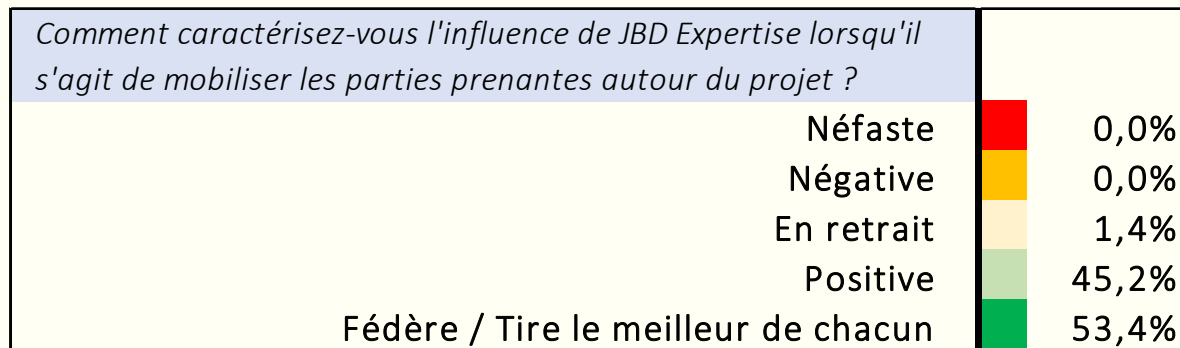 Comment caractérisez-vous l'influence de JBD Expertise lorsqu'il
s'agit de mobiliser les parties prenantes autour du projet ?
Néfaste 0,0%
Négative 0,0%
En retrait 1,4%
Positive 45,2%
Fédère / Tire le meilleur de chacun 53,4%